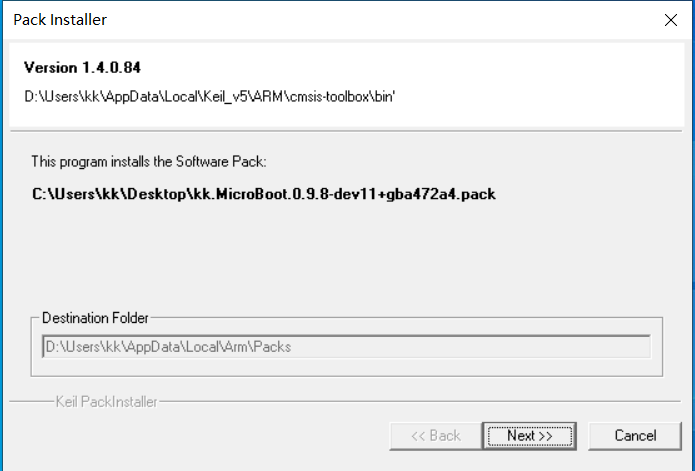 Pack Installer
Version 1.4.0.84
D:\Users\kk\AppData\Local\Keil_v5\ARM\cmsis-toolbox\bin'
This program installs the Software Pack:
C:\Users\kk\Desktop\kk.MicroBoot.0.9.8-dev11+gba472a4.pack
Destination Folder
D:\Users\kk\AppData\Local\Arm\Packs
Keil PackInstaller
<< Back Next >> Cancel